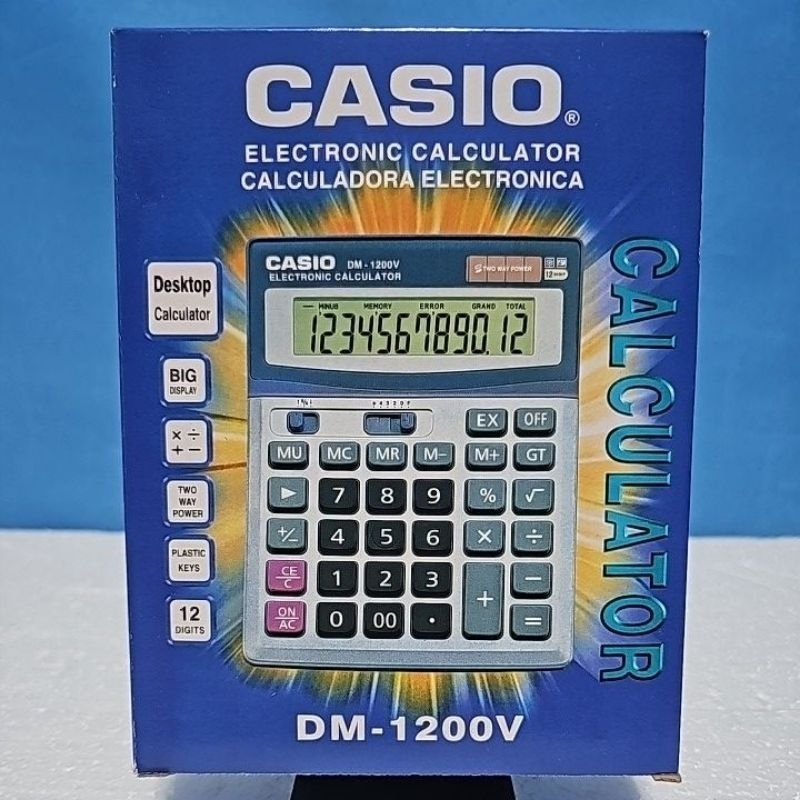 CASIO®
ELECTRONIC CALCULATOR
CALCULADORA ELECTRONICA
CALCULATOR
Desktop
Calculator
BIG
DISPLAY
× ÷
+ −
TWO
WAY
POWER
PLASTIC
KEYS
12
DIGITS
CASIO DM-1200V
ELECTRONIC CALCULATOR
TWO WAY POWER
12 DIGIT
— MINUS MEMORY ERROR GRAND TOTAL
1234567890.12
EX OFF
MU MC MR M− M+ GT
▶ 7 8 9 % √
+/− 4 5 6 × ÷
CE/C 1 2 3 + −
ON/AC 0 00 · =
DM-1200V